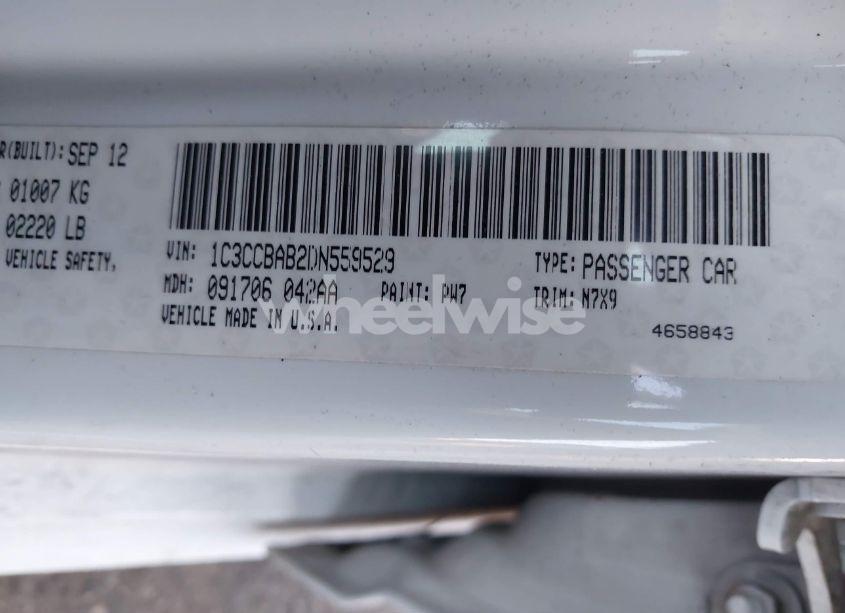 R(BUILT): SEP 12
01007 KG
02220 LB
VEHICLE SAFETY,
VIN: 1C3CCBAB2DN559529 TYPE: PASSENGER CAR
MDH: 091706 042AA PAINT: PW7 TRIM: N7X9
VEHICLE MADE IN U.S.A. 4658843
wheelwise